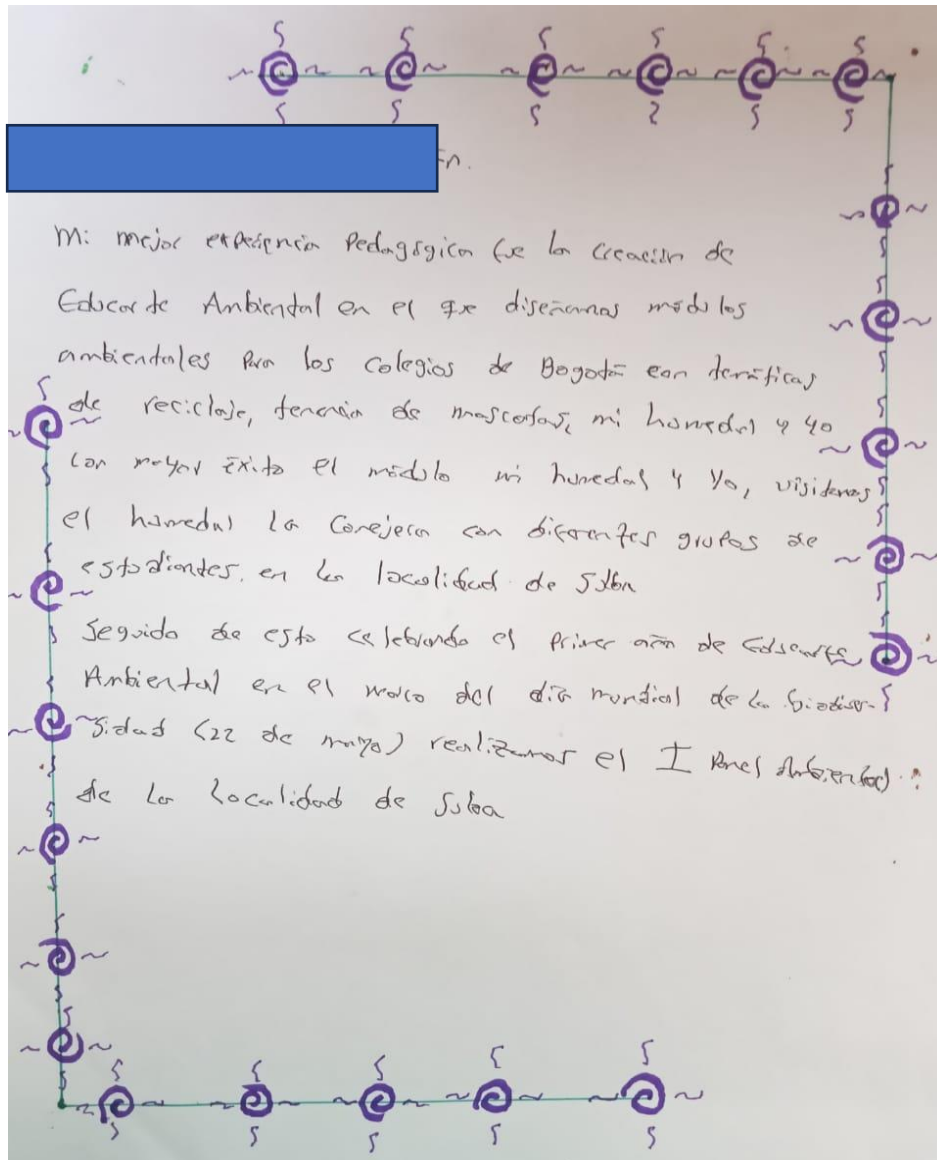 én.
Mi mejor experiencia Pedagógica fue la creación de
Educarte Ambiental en el que diseñamos módulos
ambientales para los colegios de Bogotá con temáticas
de reciclaje, tenencia de mascotas, mi humedal y yo
con mayor éxito el módulo mi humedal y yo, visitamos
el humedal la Conejera con diferentes grupos de
estudiantes. en la localidad de Suba
Seguido de esto celebrando el primer año de Educarte
Ambiental en el marco del día mundial de la biodiver-
sidad (22 de mayo) realizamos el I Panel Ambiental
de la localidad de Suba